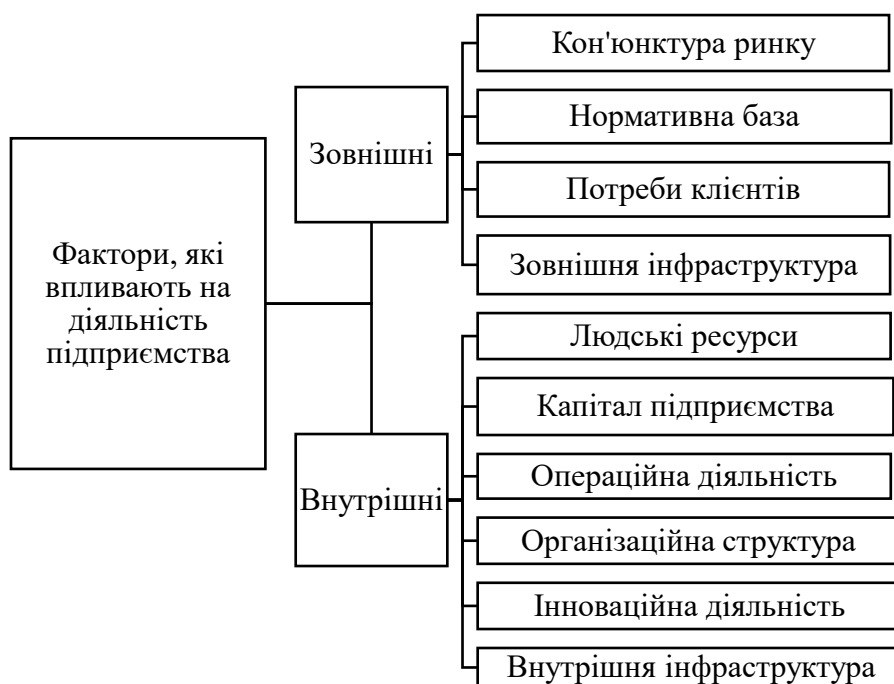 Фактори, які
впливають на
діяльність
підприємства
Зовнішні
Кон'юнктура ринку
Нормативна база
Потреби клієнтів
Зовнішня інфраструктура
Внутрішні
Людські ресурси
Капітал підприємства
Операційна діяльність
Організаційна структура
Інноваційна діяльність
Внутрішня інфраструктура